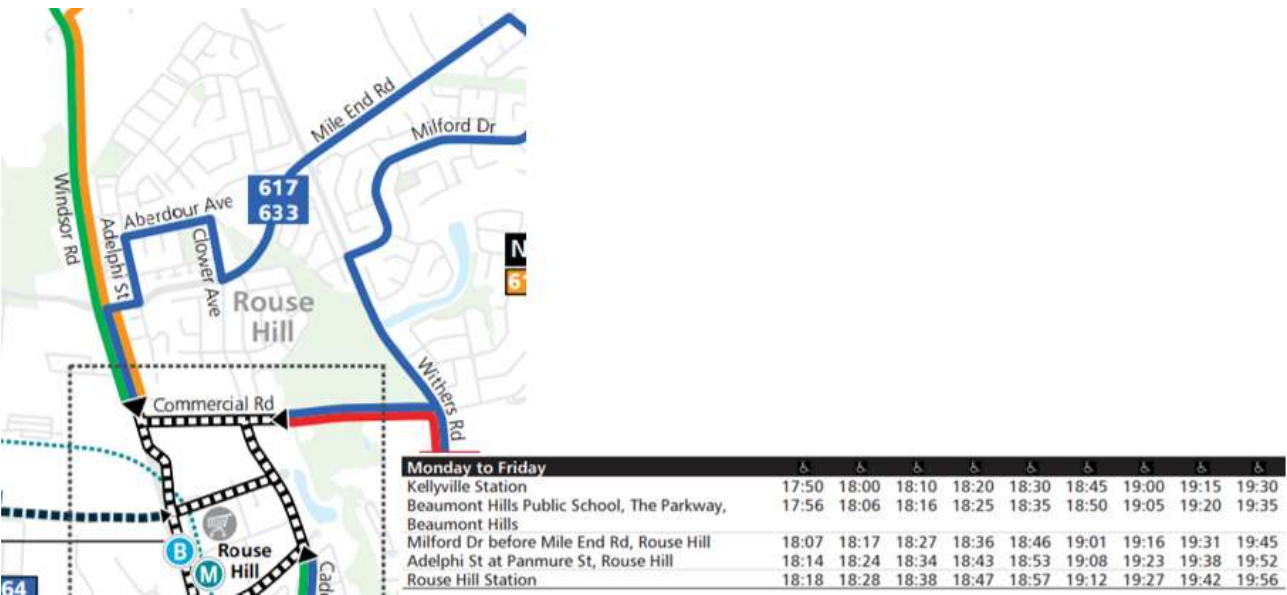 Mile End Rd
Milford Dr
Windsor Rd
617
633
Aberdour Ave
Adelphi St
Clower Ave
N
Rouse
Hill
Withers Rd
Commercial Rd
B
Rouse
Hill
M
64
Monday to Friday
Kellyville Station 17:50 18:00 18:10 18:20 18:30 18:45 19:00 19:15 19:30
Beaumont Hills Public School, The Parkway, 17:56 18:06 18:16 18:25 18:35 18:50 19:05 19:20 19:35
Beaumont Hills
Milford Dr before Mile End Rd, Rouse Hill 18:07 18:17 18:27 18:36 18:46 19:01 19:16 19:31 19:45
Adelphi St at Panmure St, Rouse Hill 18:14 18:24 18:34 18:43 18:53 19:08 19:23 19:38 19:52
Rouse Hill Station 18:18 18:28 18:38 18:47 18:57 19:12 19:27 19:42 19:56